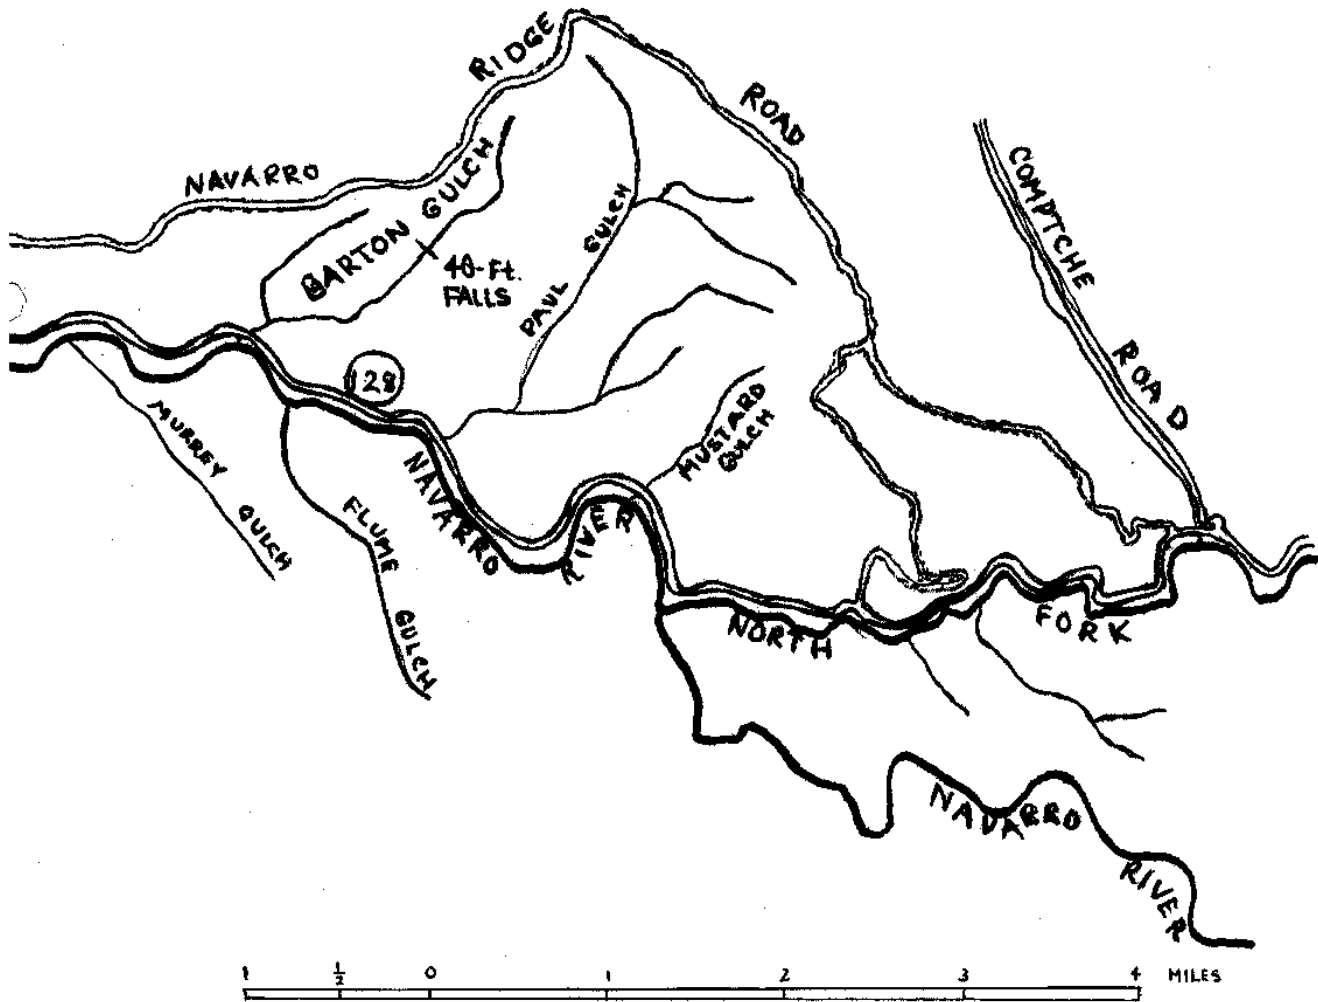 NAVARRO RIDGE ROAD
COMPTCHE ROAD
BARTON GULCH
40-Ft.
FALLS
PAUL GULCH
128
MUSTARD
GULCH
MURREY GULCH
FLUME GULCH
NAVARRO RIVER
NORTH FORK
NAVARRO RIVER
1 1/2 0 1 2 3 4 MILES